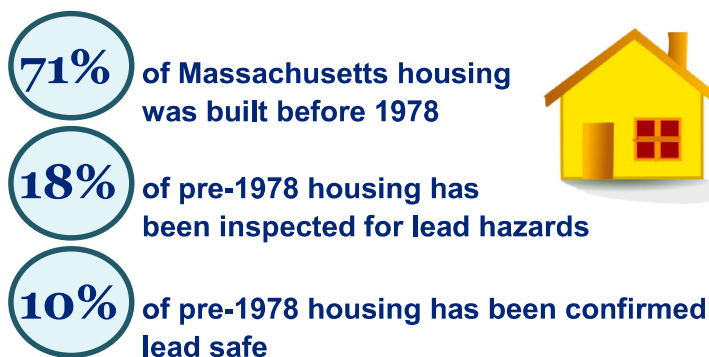 71% of Massachusetts housing
was built before 1978
18% of pre-1978 housing has
been inspected for lead hazards
10% of pre-1978 housing has been confirmed
lead safe